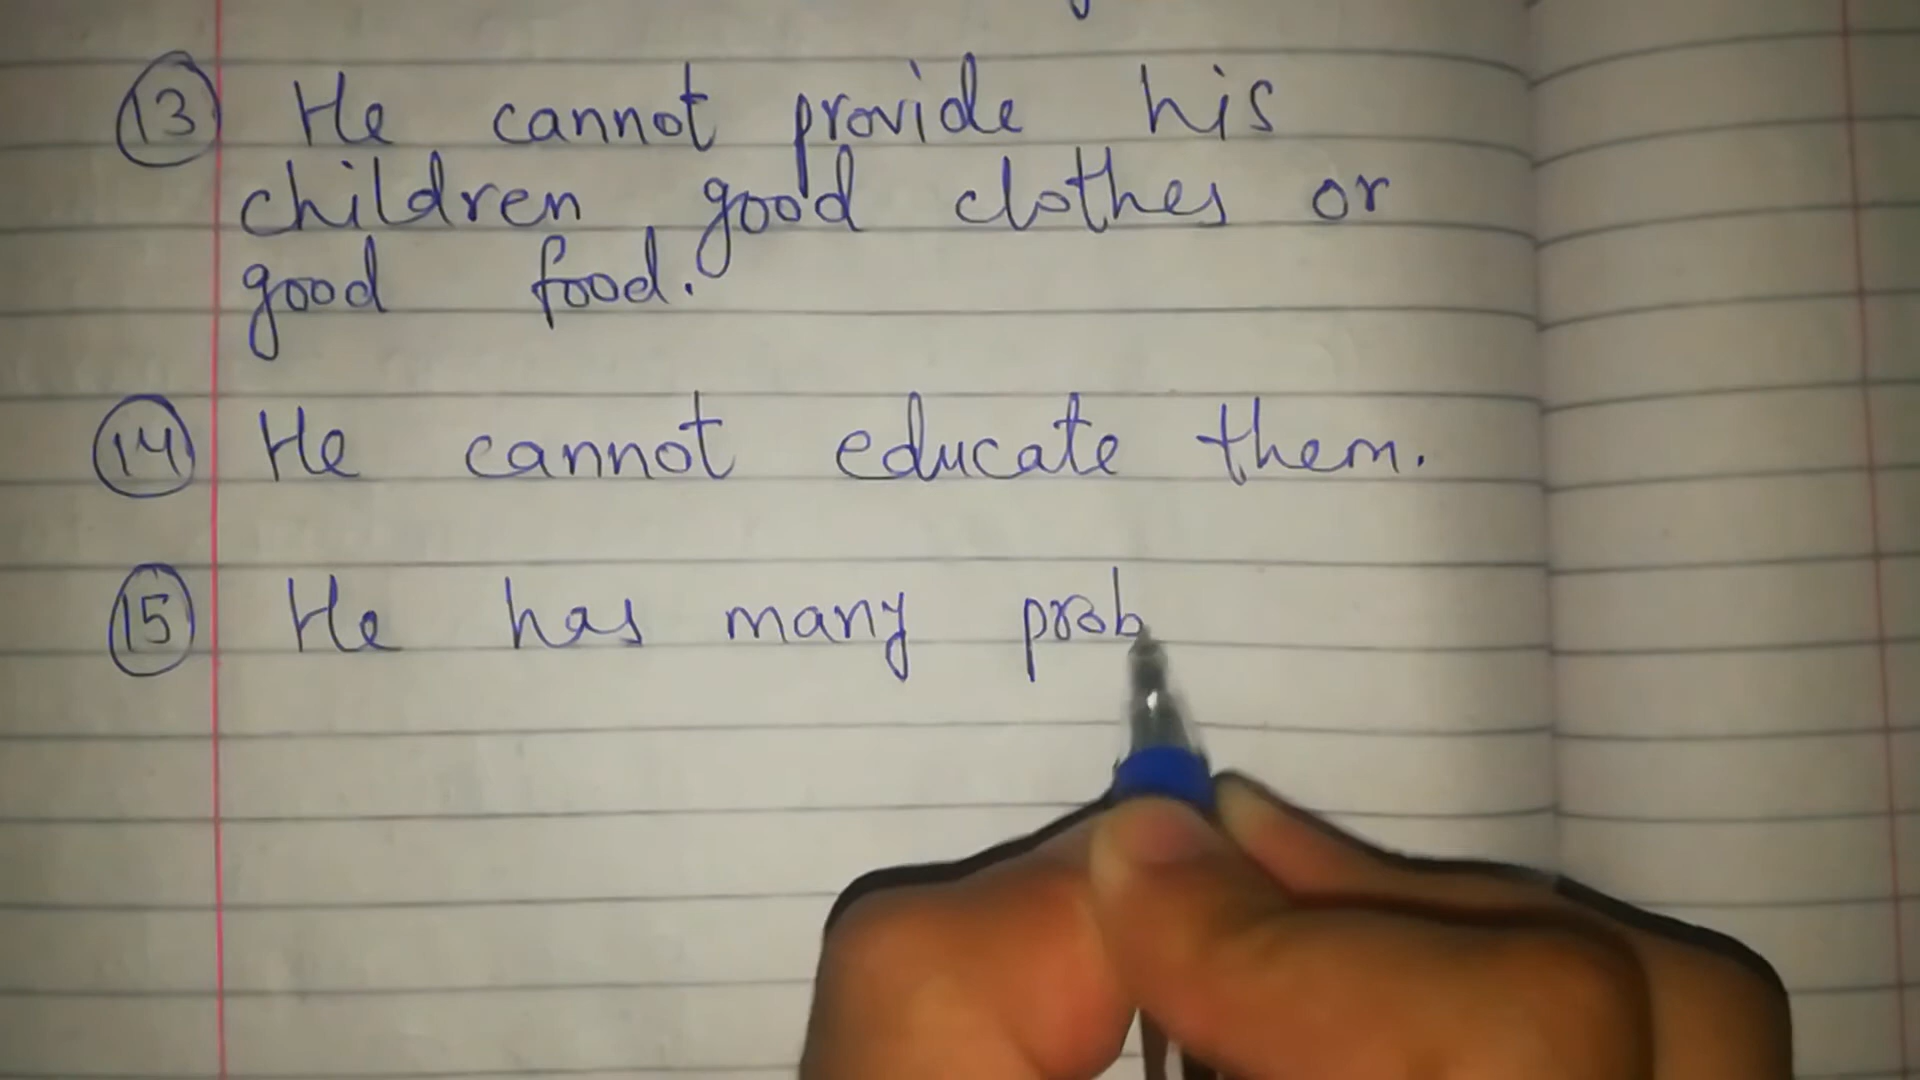 13 He cannot provide his
children good clothes or
good food.
14 He cannot educate them.
15 He has many prob